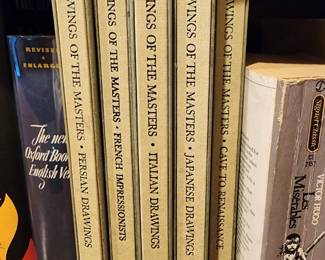 REVISED
ENLARGE
The new
Oxford Book
English Ve
WINGS OF THE MASTERS · PERSIAN DRAWINGS
WINGS OF THE MASTERS · FRENCH IMPRESSIONISTS
WINGS OF THE MASTERS · ITALIAN DRAWINGS
WINGS OF THE MASTERS · JAPANESE DRAWINGS
WINGS OF THE MASTERS · CAVE TO RENAISSANCE
Signet Classic
VICTOR HUGO
Les
Misérables